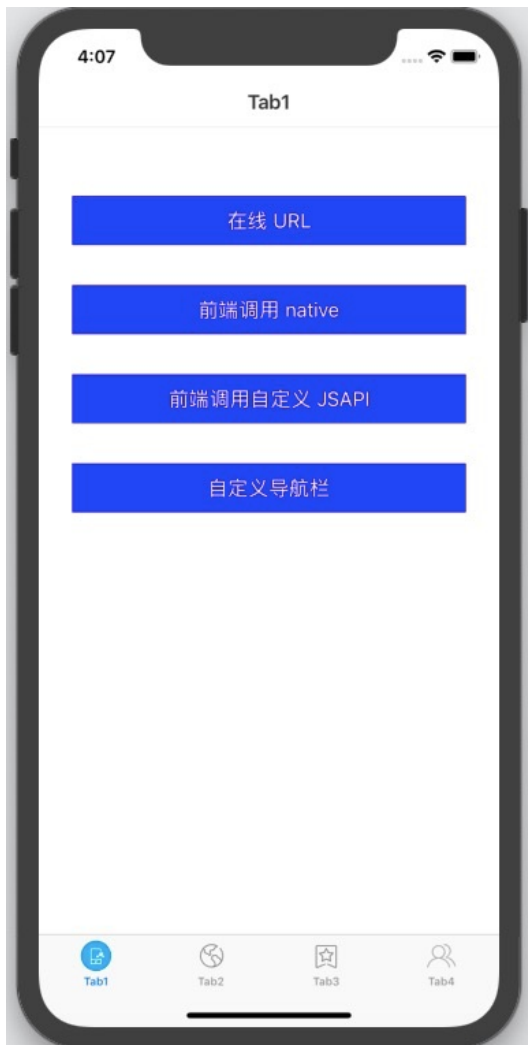 4:07
Tab1
在线 URL
前端调用 native
前端调用自定义 JSAPI
自定义导航栏
Tab1 Tab2 Tab3 Tab4